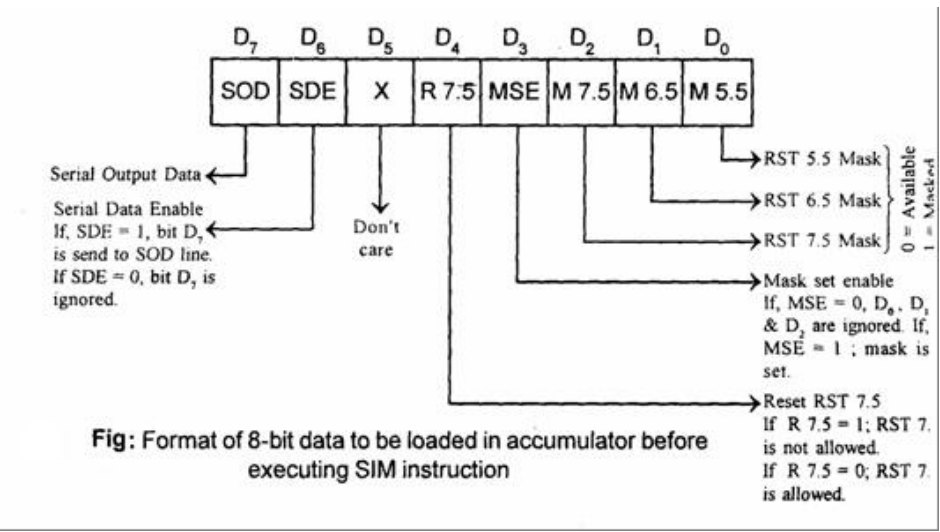 D₇ D₆ D₅ D₄ D₃ D₂ D₁ D₀
SOD SDE X R 7.5 MSE M 7.5 M 6.5 M 5.5
Serial Output Data
Serial Data Enable
If, SDE = 1, bit D₇
is send to SOD line.
If SDE = 0, bit D₇ is
ignored.
Don't
care
RST 5.5 Mask
RST 6.5 Mask
RST 7.5 Mask
0 = Available
1 = Masked
Mask set enable
If, MSE = 0, D₀, D₁
& D₂ are ignored. If,
MSE = 1 ; mask is
set.
Reset RST 7.5
If R 7.5 = 1; RST 7.
is not allowed.
If R 7.5 = 0; RST 7.
is allowed.
Fig: Format of 8-bit data to be loaded in accumulator before
executing SIM instruction